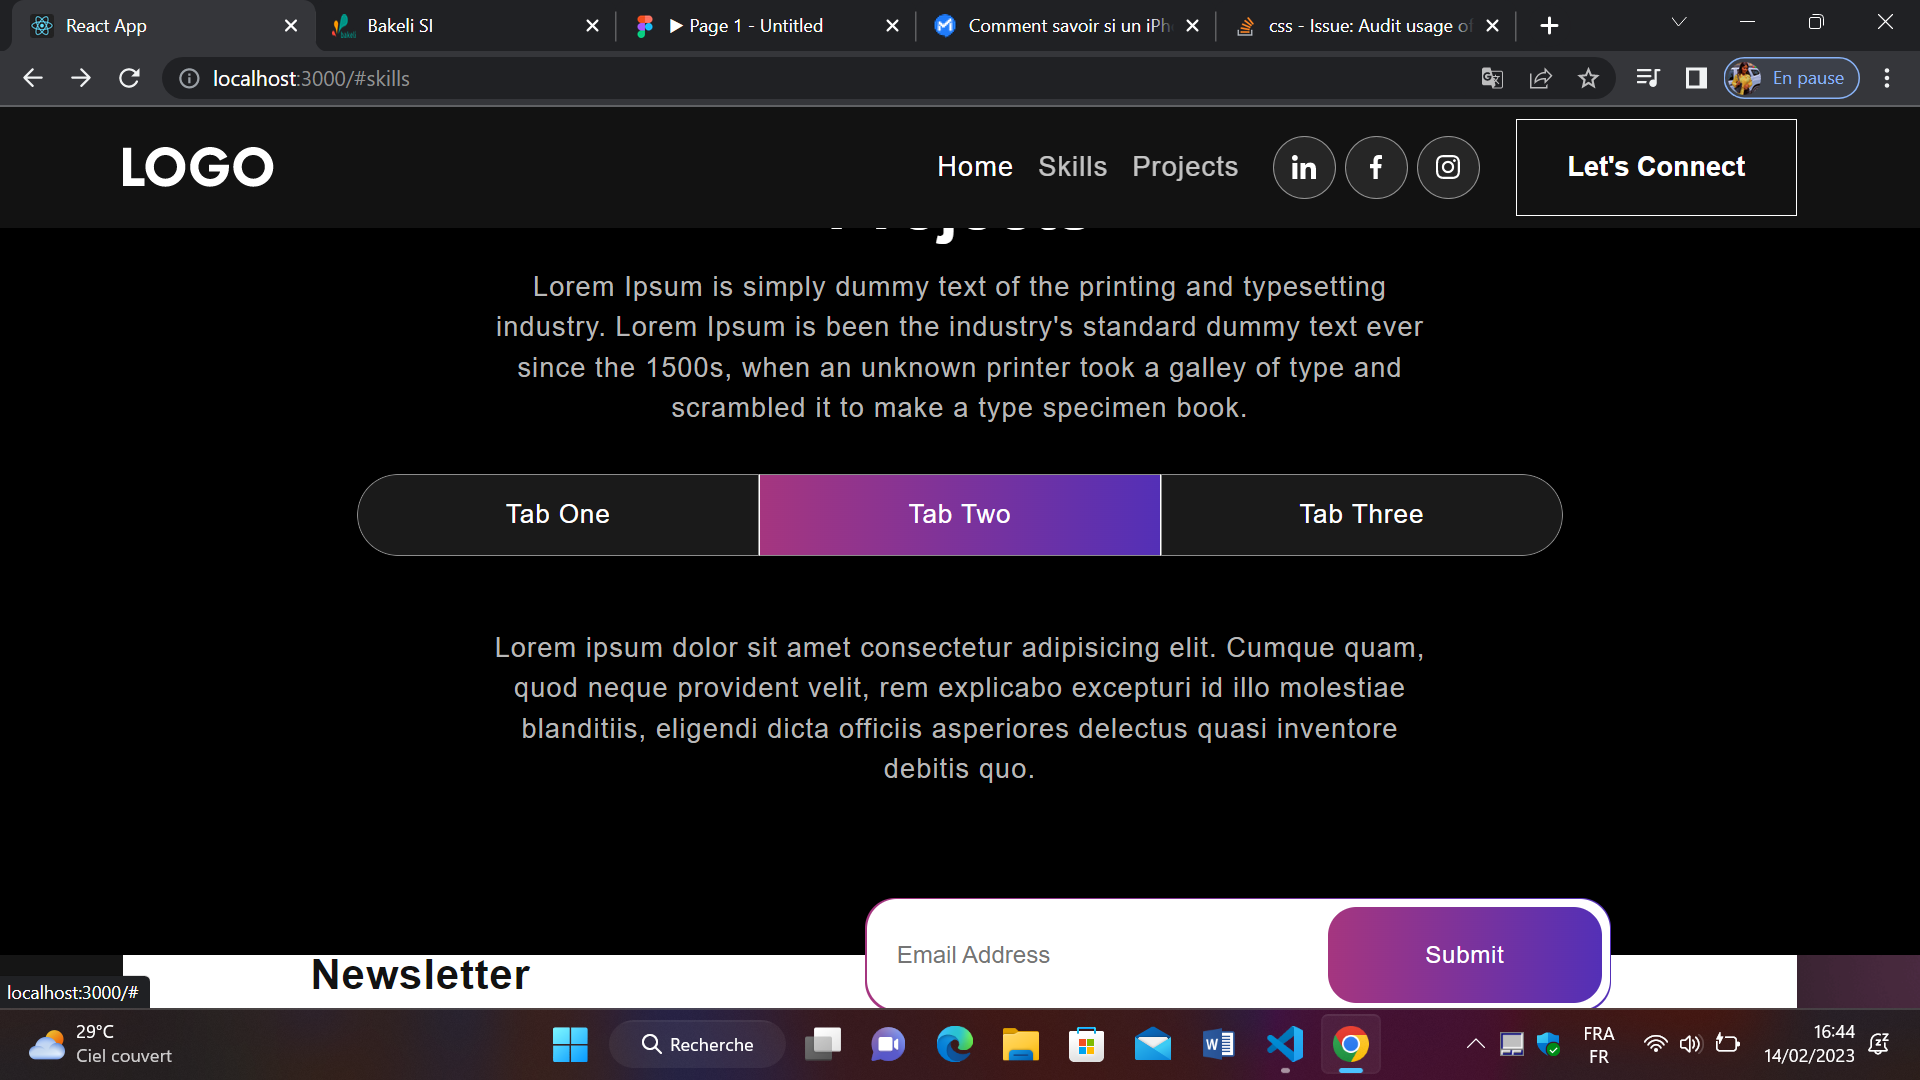 React App
Bakeli SI
▶ Page 1 - Untitled
Comment savoir si un iPh
css - Issue: Audit usage of
localhost:3000/#skills
En pause
LOGO
Home
Skills
Projects
Let's Connect
Projects
Lorem Ipsum is simply dummy text of the printing and typesetting
industry. Lorem Ipsum is been the industry's standard dummy text ever
since the 1500s, when an unknown printer took a galley of type and
scrambled it to make a type specimen book.
Tab One
Tab Two
Tab Three
Lorem ipsum dolor sit amet consectetur adipisicing elit. Cumque quam,
quod neque provident velit, rem explicabo excepturi id illo molestiae
blanditiis, eligendi dicta officiis asperiores delectus quasi inventore
debitis quo.
Email Address
Submit
Newsletter
localhost:3000/#
29°C
Ciel couvert
Recherche
FRA
FR
16:44
14/02/2023